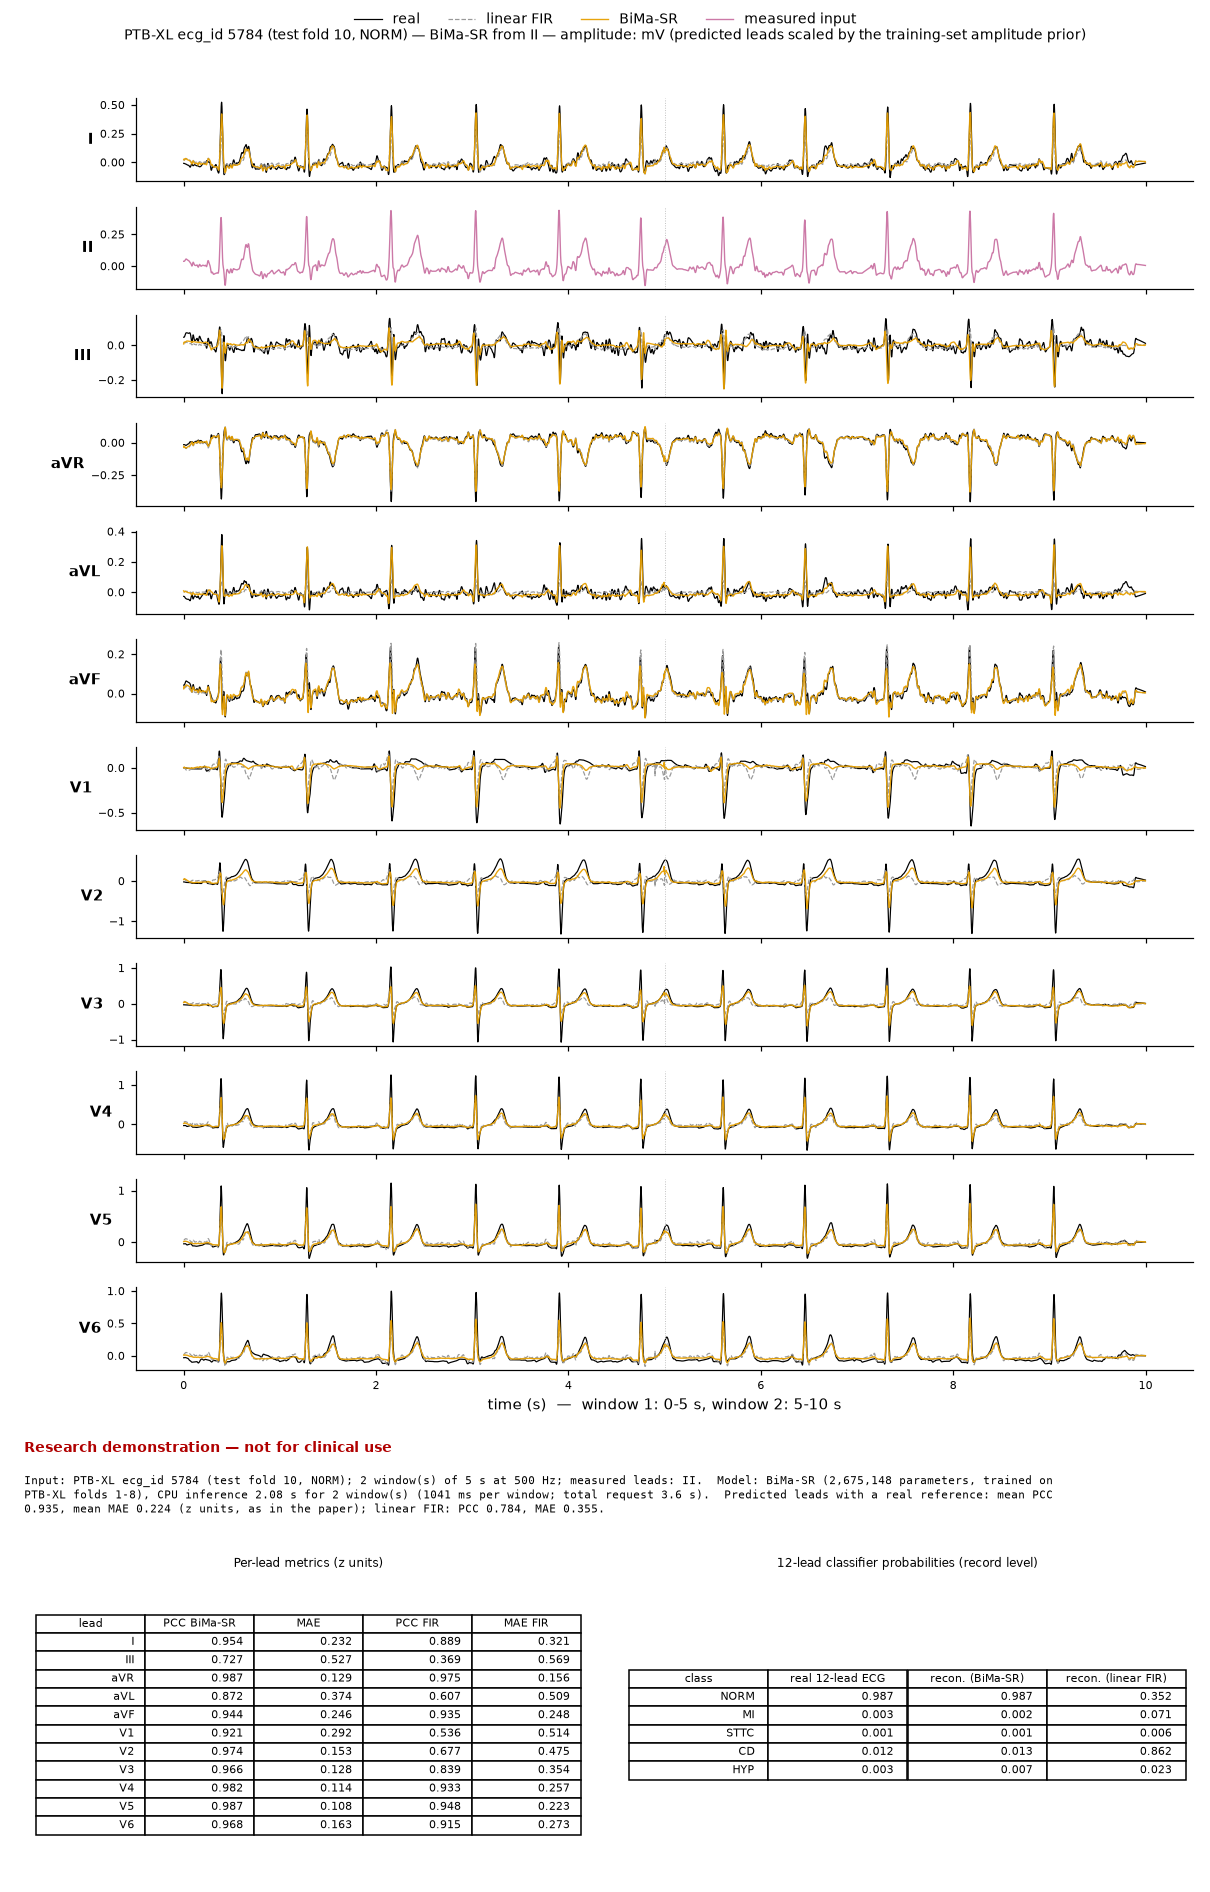 real linear FIR BiMa-SR measured input
PTB-XL ecg_id 5784 (test fold 10, NORM) — BiMa-SR from II — amplitude: mV (predicted leads scaled by the training-set amplitude prior)
I
0.50
0.25
0.00
II
0.25
0.00
III
0.0
−0.2
aVR
0.00
−0.25
aVL
0.4
0.2
0.0
aVF
0.2
0.0
V1
0.0
−0.5
V2
0
−1
V3
1
0
−1
V4
1
0
V5
1
0
V6
1.0
0.5
0.0
0 2 4 6 8 10
time (s) — window 1: 0-5 s, window 2: 5-10 s
Research demonstration — not for clinical use
Input: PTB-XL ecg_id 5784 (test fold 10, NORM); 2 window(s) of 5 s at 500 Hz; measured leads: II. Model: BiMa-SR (2,675,148 parameters, trained on
PTB-XL folds 1-8), CPU inference 2.08 s for 2 window(s) (1041 ms per window; total request 3.6 s). Predicted leads with a real reference: mean PCC
0.935, mean MAE 0.224 (z units, as in the paper); linear FIR: PCC 0.784, MAE 0.355.
Per-lead metrics (z units)
lead PCC BiMa-SR MAE PCC FIR MAE FIR
I 0.954 0.232 0.889 0.321
III 0.727 0.527 0.369 0.569
aVR 0.987 0.129 0.975 0.156
aVL 0.872 0.374 0.607 0.509
aVF 0.944 0.246 0.935 0.248
V1 0.921 0.292 0.536 0.514
V2 0.974 0.153 0.677 0.475
V3 0.966 0.128 0.839 0.354
V4 0.982 0.114 0.933 0.257
V5 0.987 0.108 0.948 0.223
V6 0.968 0.163 0.915 0.273
12-lead classifier probabilities (record level)
class real 12-lead ECG recon. (BiMa-SR) recon. (linear FIR)
NORM 0.987 0.987 0.352
MI 0.003 0.002 0.071
STTC 0.001 0.001 0.006
CD 0.012 0.013 0.862
HYP 0.003 0.007 0.023